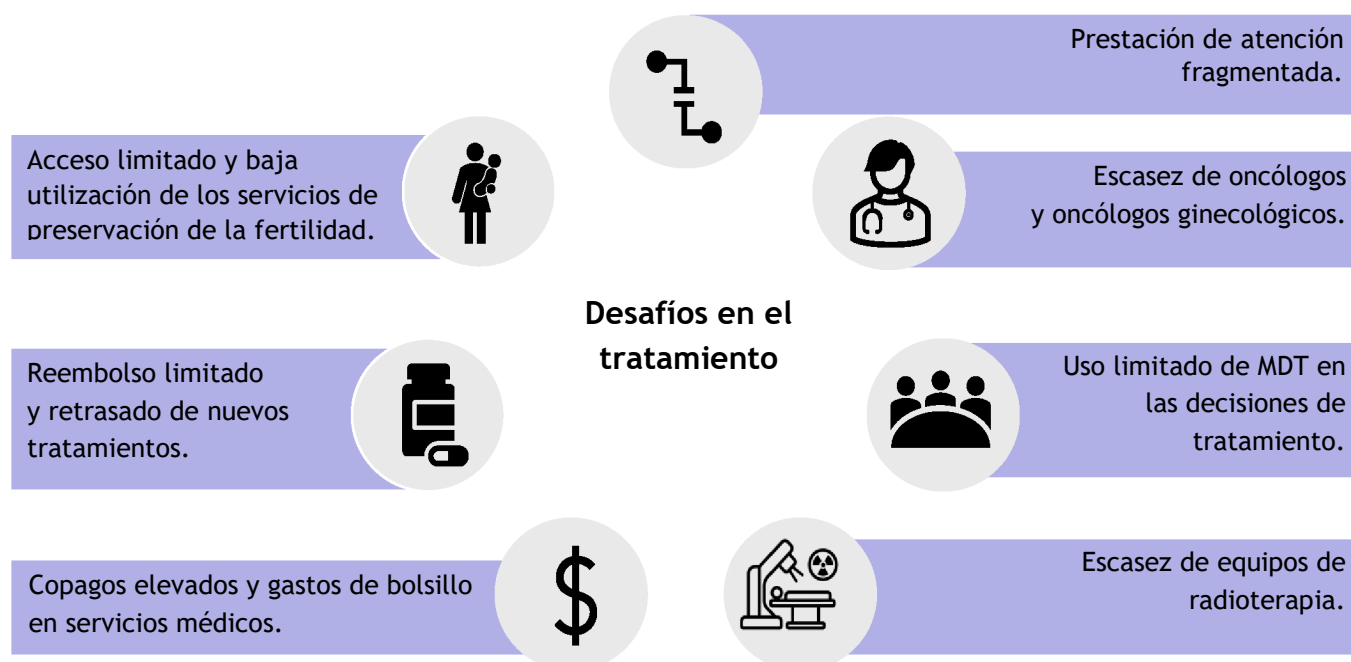 Prestación de atención
fragmentada.
Acceso limitado y baja
utilización de los servicios de
preservación de la fertilidad.
Escasez de oncólogos
y oncólogos ginecológicos.
Desafíos en el
tratamiento
Reembolso limitado
y retrasado de nuevos
tratamientos.
Uso limitado de MDT en
las decisiones de
tratamiento.
Copagos elevados y gastos de bolsillo
en servicios médicos.
$
Escasez de equipos de
radioterapia.